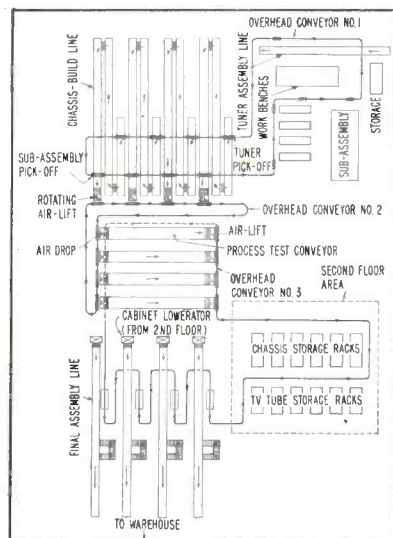 OVERHEAD CONVEYOR NO. 1
CHASSIS-BUILD LINE
TUNER ASSEMBLY LINE
WORK BENCHES
STORAGE
SUB-ASSEMBLY
SUB-ASSEMBLY
PICK-OFF
TUNER
PICK-OFF
ROTATING
AIR-LIFT
OVERHEAD CONVEYOR NO. 2
AIR DROP
AIR-LIFT
PROCESS TEST CONVEYOR
SECOND FLOOR
AREA
OVERHEAD
CONVEYOR NO. 3
CABINET LOWERATOR
(FROM 2ND FLOOR)
CHASSIS STORAGE RACKS
TV TUBE STORAGE RACKS
FINAL ASSEMBLY LINE
TO WAREHOUSE